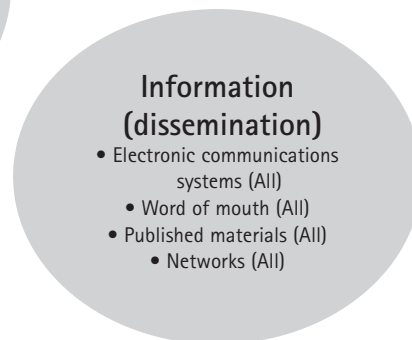 Information
(dissemination)
• Electronic communications
systems (All)
• Word of mouth (All)
• Published materials (All)
• Networks (All)